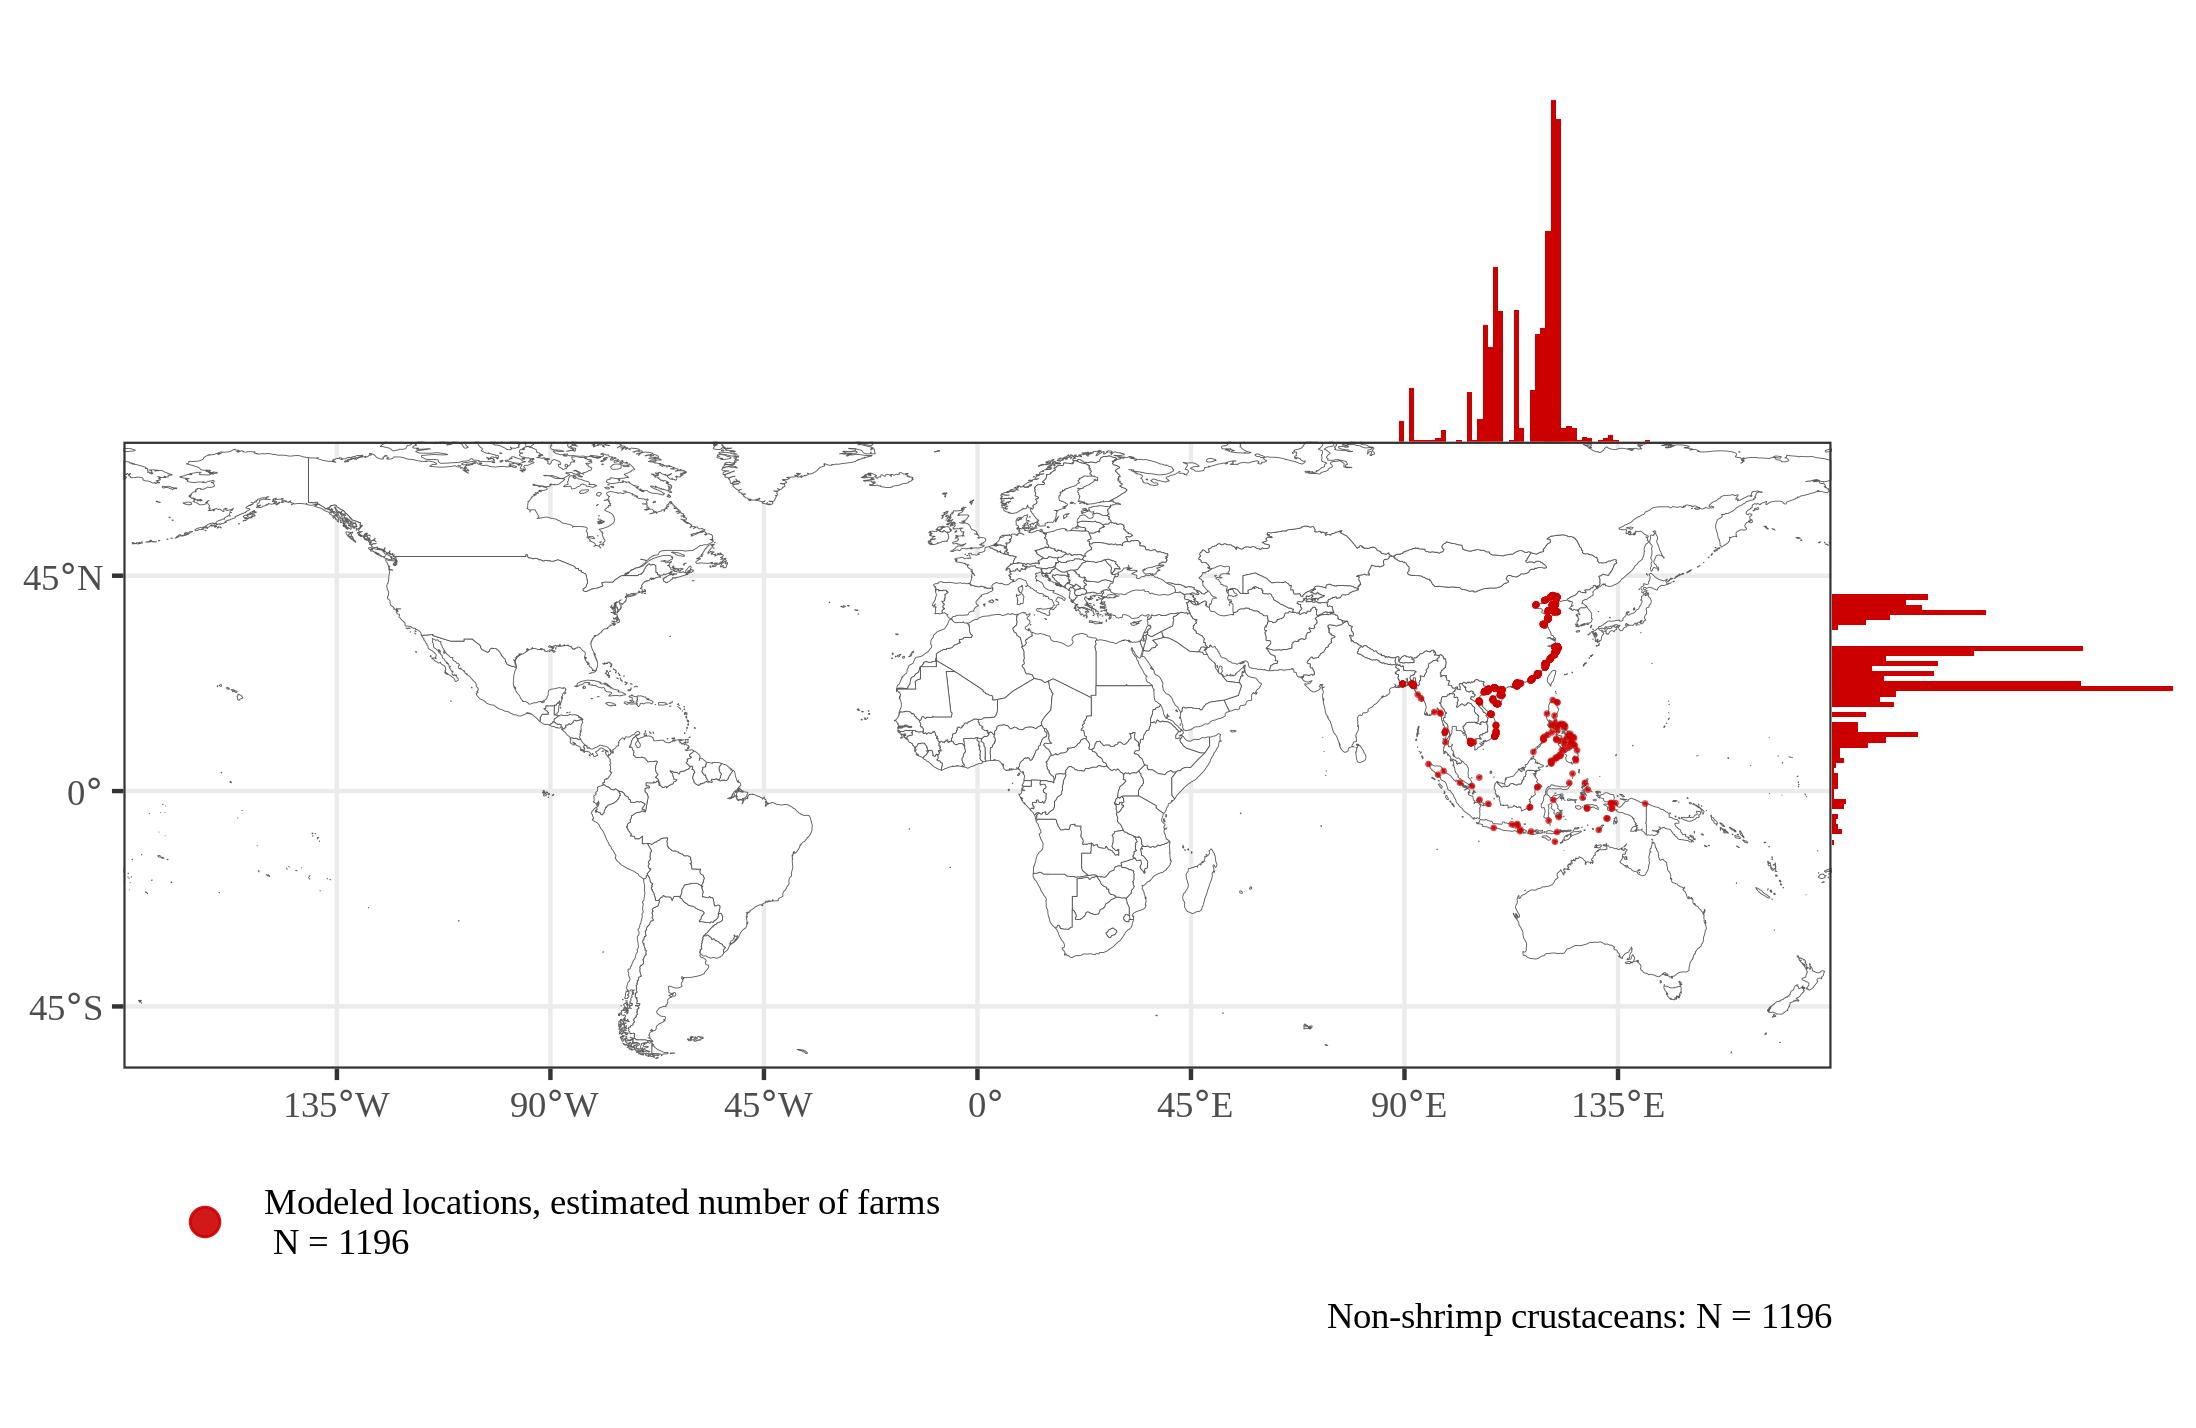 45°N
0°
45°S
135°W
90°W
45°W
0°
45°E
90°E
135°E
Modeled locations, estimated number of farms
N = 1196
Non-shrimp crustaceans: N = 1196